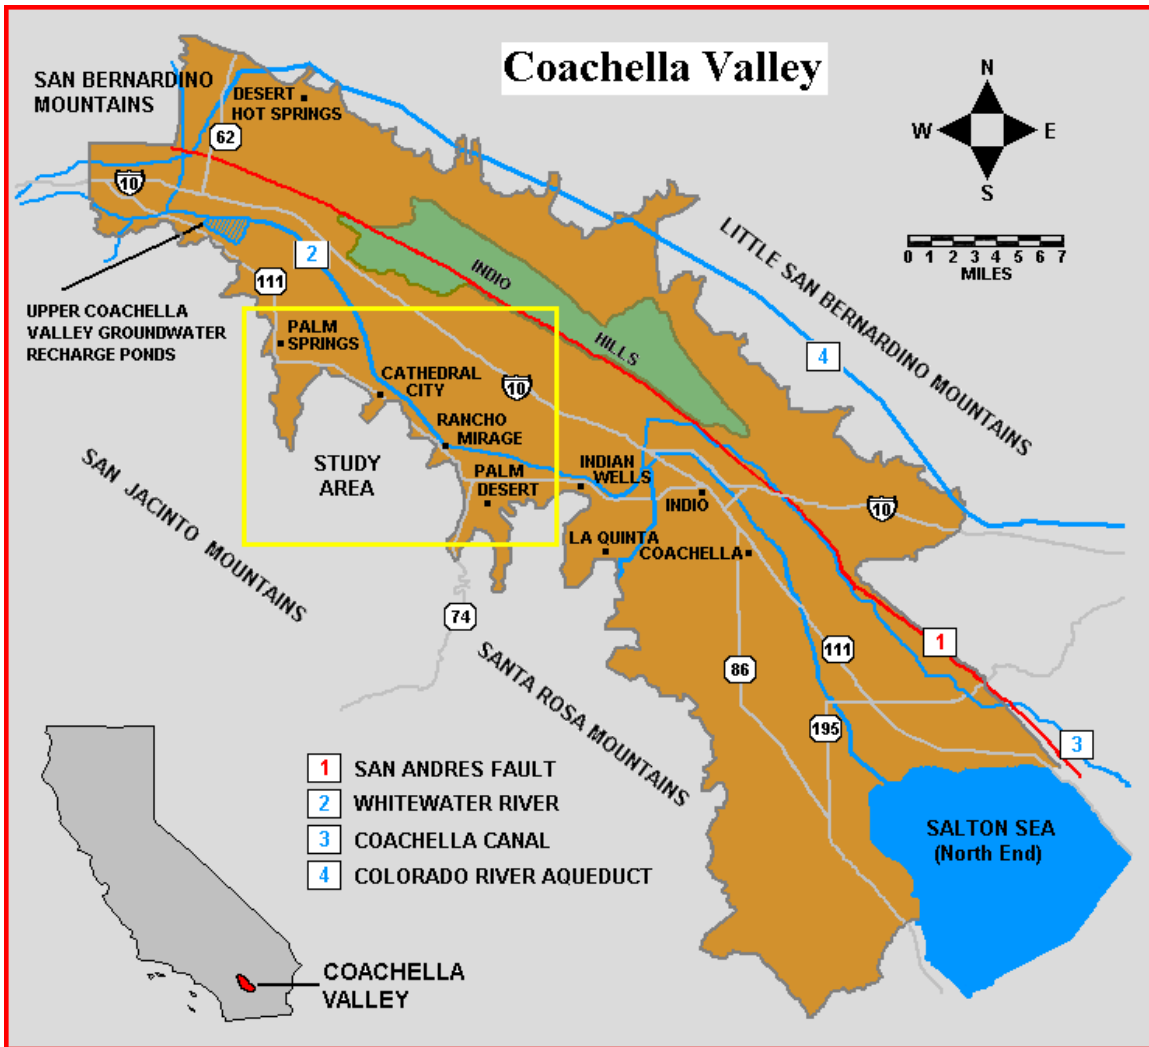 Coachella Valley
SAN BERNARDINO
MOUNTAINS
DESERT
HOT SPRINGS
62
10
N
W
E
S
0 1 2 3 4 5 6 7
MILES
LITTLE SAN BERNARDINO MOUNTAINS
2
111
INDIO
HILLS
4
UPPER COACHELLA
VALLEY GROUNDWATER
RECHARGE PONDS
PALM
SPRINGS
CATHEDRAL
CITY
10
RANCHO
MIRAGE
STUDY
AREA
PALM
DESERT
INDIAN
WELLS
INDIO
10
LA QUINTA
COACHELLA
SAN JACINTO MOUNTAINS
74
SANTA ROSA MOUNTAINS
86
111
1
195
3
SALTON SEA
(North End)
1 SAN ANDRES FAULT
2 WHITEWATER RIVER
3 COACHELLA CANAL
4 COLORADO RIVER AQUEDUCT
COACHELLA
VALLEY